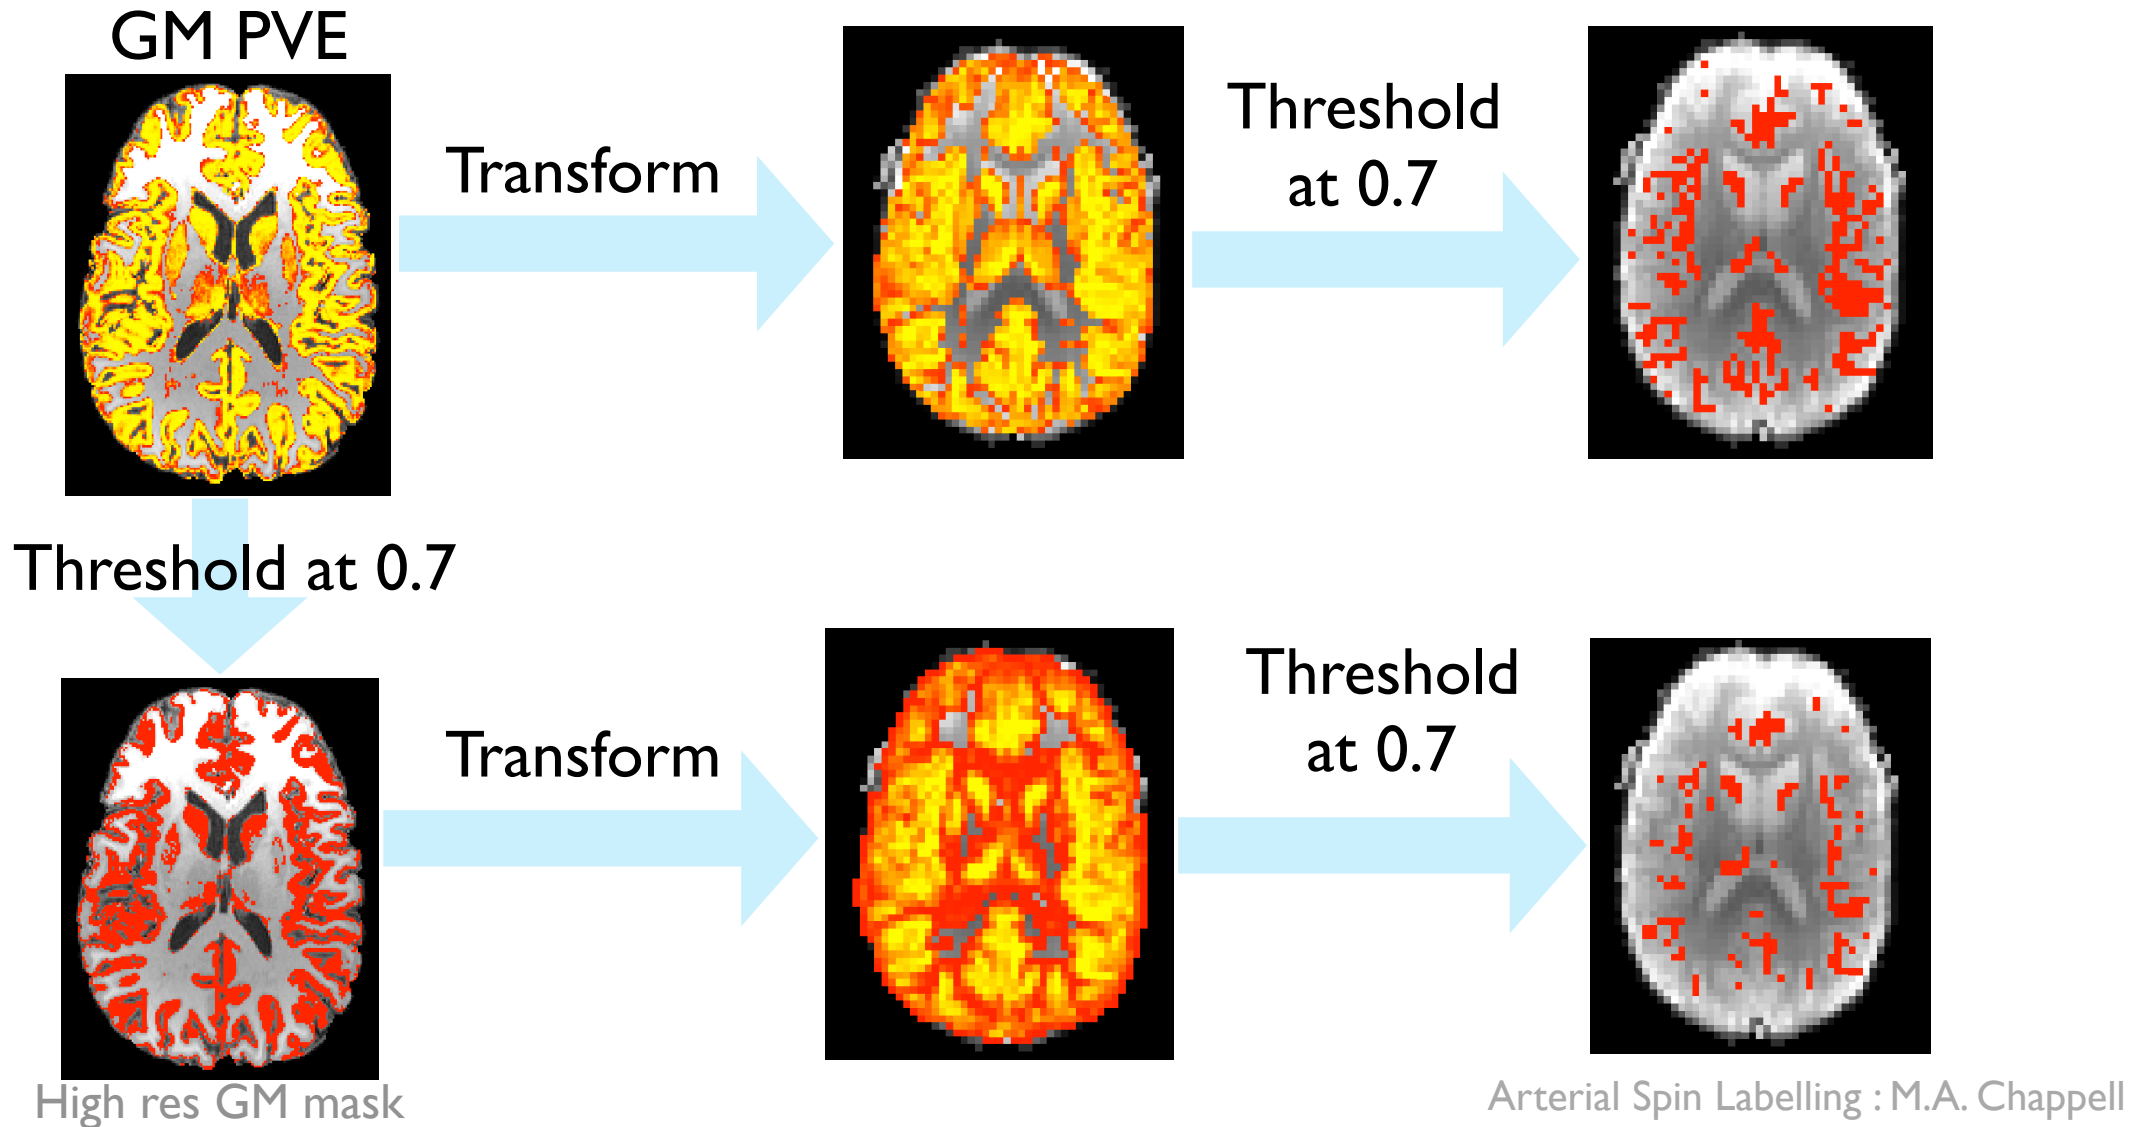 GM PVE
Transform
Threshold
at 0.7
Threshold at 0.7
Transform
Threshold
at 0.7
High res GM mask
Arterial Spin Labelling : M.A. Chappell